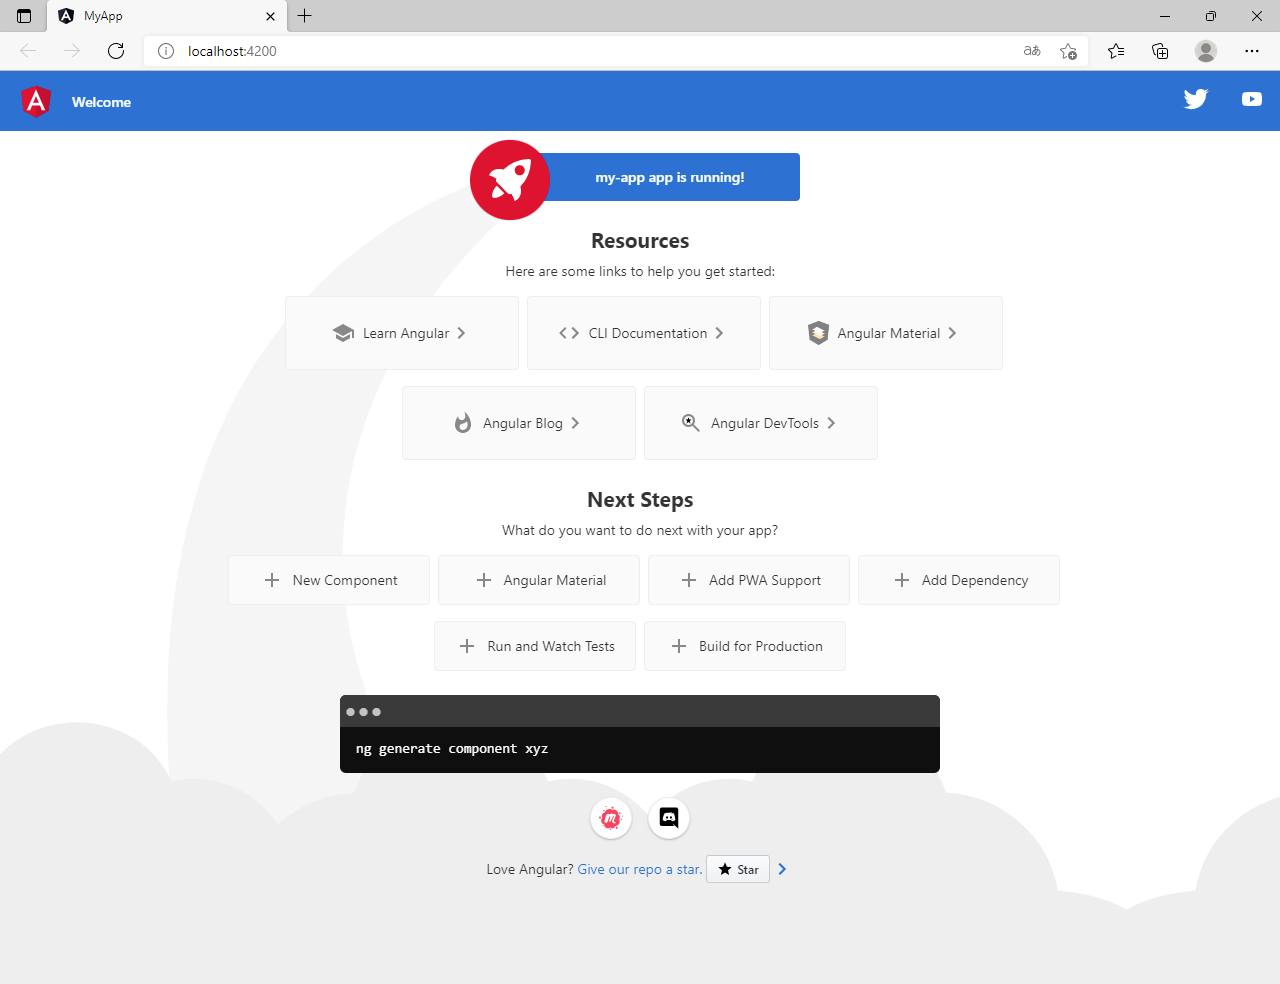 MyApp
localhost:4200
aあ
Welcome
my-app app is running!
Resources
Here are some links to help you get started:
Learn Angular
CLI Documentation
Angular Material
Angular Blog
Angular DevTools
Next Steps
What do you want to do next with your app?
New Component
Angular Material
Add PWA Support
Add Dependency
Run and Watch Tests
Build for Production
ng generate component xyz
Love Angular? Give our repo a star. Star